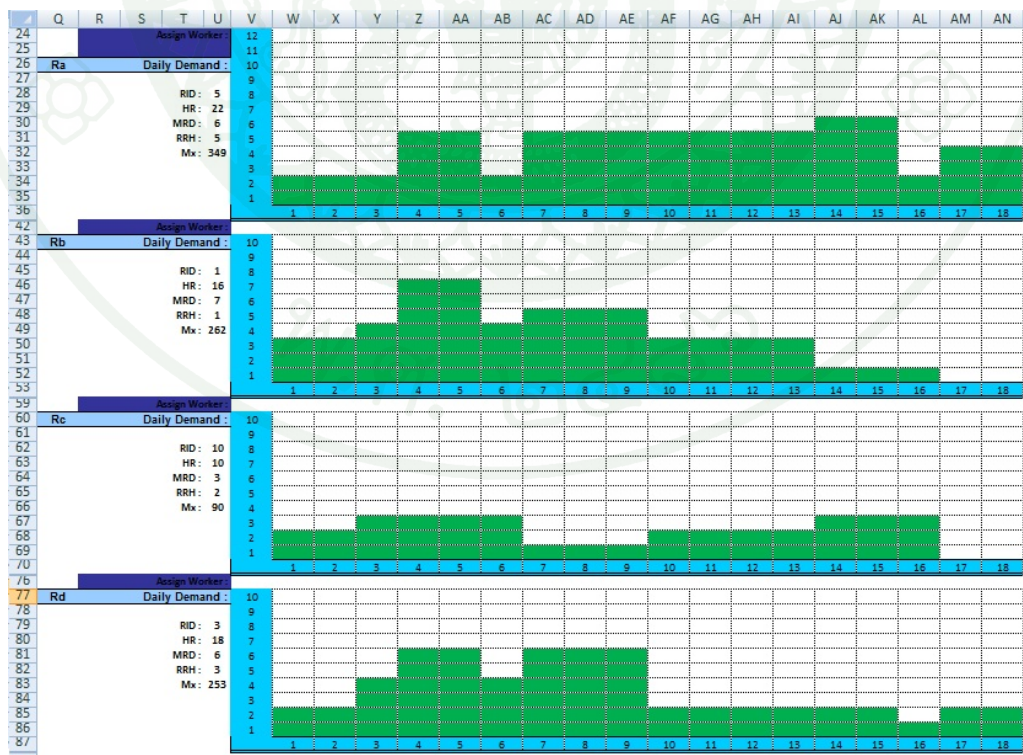 Q R S T U V W X Y Z AA AB AC AD AE AF AG AH AI AJ AK AL AM AN
24 Assign Worker : 12
25 11
26 Ra Daily Demand : 10
27 9
28 RID : 5 8
29 HR : 22 7
30 MRD : 6 6
31 RRH : 5 5
32 Mx : 349 4
33 3
34 2
35 1
36 1 2 3 4 5 6 7 8 9 10 11 12 13 14 15 16 17 18
42 Assign Worker :
43 Rb Daily Demand : 10
44 9
45 RID : 1 8
46 HR : 16 7
47 MRD : 7 6
48 RRH : 1 5
49 Mx : 262 4
50 3
51 2
52 1
53 1 2 3 4 5 6 7 8 9 10 11 12 13 14 15 16 17 18
59 Assign Worker :
60 Rc Daily Demand : 10
61 9
62 RID : 10 8
63 HR : 10 7
64 MRD : 3 6
65 RRH : 2 5
66 Mx : 90 4
67 3
68 2
69 1
70 1 2 3 4 5 6 7 8 9 10 11 12 13 14 15 16 17 18
76 Assign Worker :
77 Rd Daily Demand : 10
78 9
79 RID : 3 8
80 HR : 18 7
81 MRD : 6 6
82 RRH : 3 5
83 Mx : 253 4
84 3
85 2
86 1
87 1 2 3 4 5 6 7 8 9 10 11 12 13 14 15 16 17 18